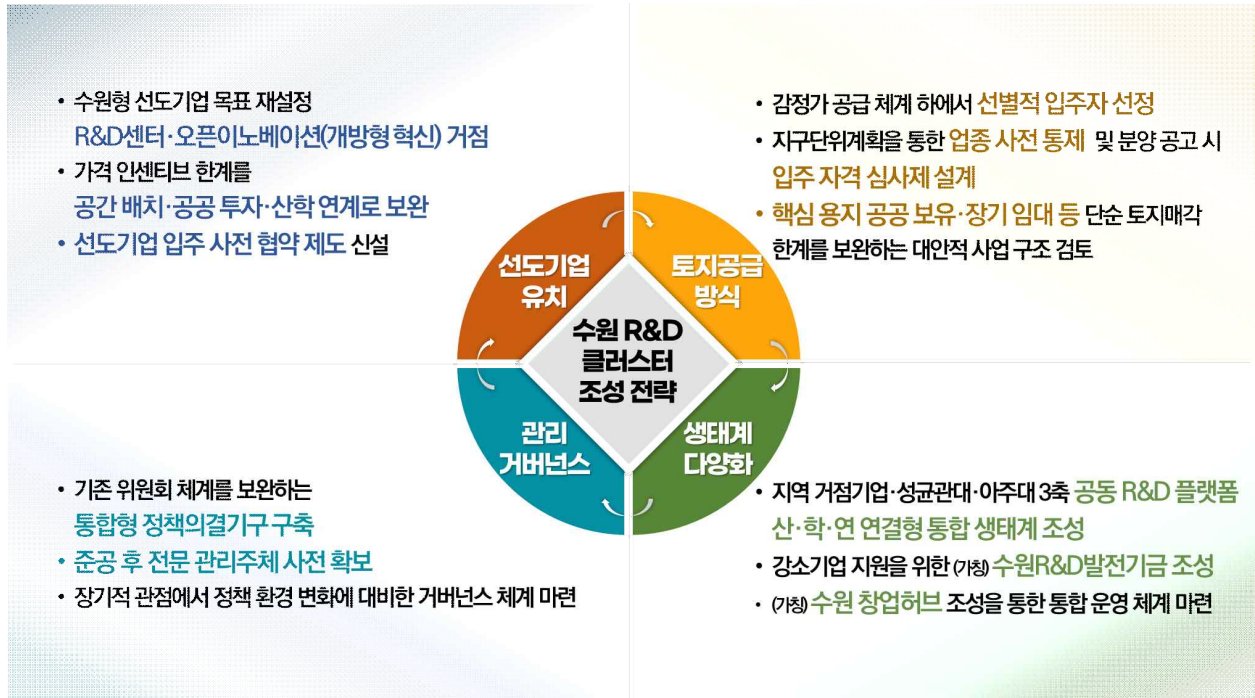 • 수원형 선도기업 목표 재설정
R&D센터·오픈이노베이션(개방형 혁신) 거점
• 가격 인센티브 한계를
공간 배치·공공 투자·산학 연계로 보완
• 선도기업 입주 사전 협약 제도 신설
• 감정가 공급 체계 하에서 선별적 입주자 선정
• 지구단위계획을 통한 업종 사전 통제 및 분양 공고 시
입주 자격 심사제 설계
• 핵심 용지 공공 보유·장기 임대 등 단순 토지매각
한계를 보완하는 대안적 사업 구조 검토
선도기업
유치
토지공급
방식
수원 R&D
클러스터
조성 전략
관리
거버넌스
생태계
다양화
• 기존 위원회 체계를 보완하는
통합형 정책의결기구 구축
• 준공 후 전문 관리주체 사전 확보
• 장기적 관점에서 정책 환경 변화에 대비한 거버넌스 체계 마련
• 지역 거점기업·성균관대·아주대 3축 공동 R&D 플랫폼
산·학·연 연결형 통합 생태계 조성
• 강소기업 지원을 위한 (가칭) 수원R&D발전기금 조성
• (가칭) 수원 창업허브 조성을 통한 통합 운영 체계 마련